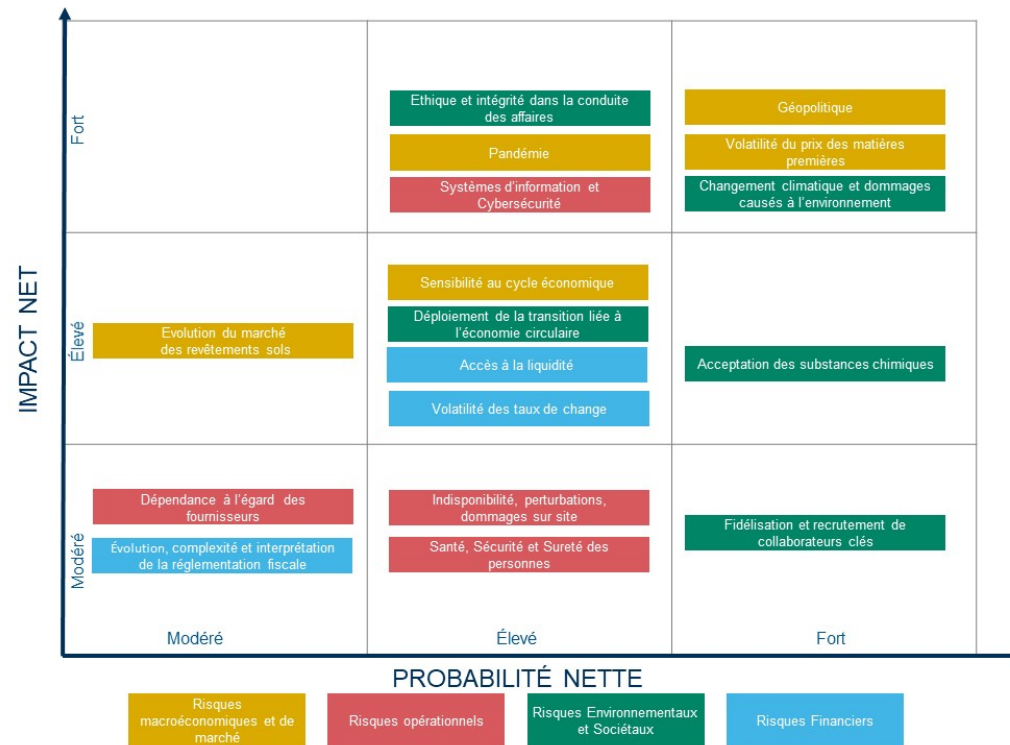 Fort
Ethique et intégrité dans la conduite
des affaires
Géopolitique
Pandémie
Volatilité du prix des matières
premières
Systèmes d'information et
Cybersécurité
Changement climatique et dommages
causés à l'environnement
IMPACT NET
Élevé
Evolution du marché
des revêtements sols
Sensibilité au cycle économique
Déploiement de la transition liée à
l'économie circulaire
Accès à la liquidité
Volatilité des taux de change
Acceptation des substances chimiques
Modéré
Dépendance à l'égard des
fournisseurs
Évolution, complexité et interprétation
de la réglementation fiscale
Indisponibilité, perturbations,
dommages sur site
Santé, Sécurité et Sureté des
personnes
Fidélisation et recrutement de
collaborateurs clés
Modéré
Élevé
Fort
PROBABILITÉ NETTE
Risques
macroéconomiques et de
marché
Risques opérationnels
Risques Environnementaux
et Sociétaux
Risques Financiers